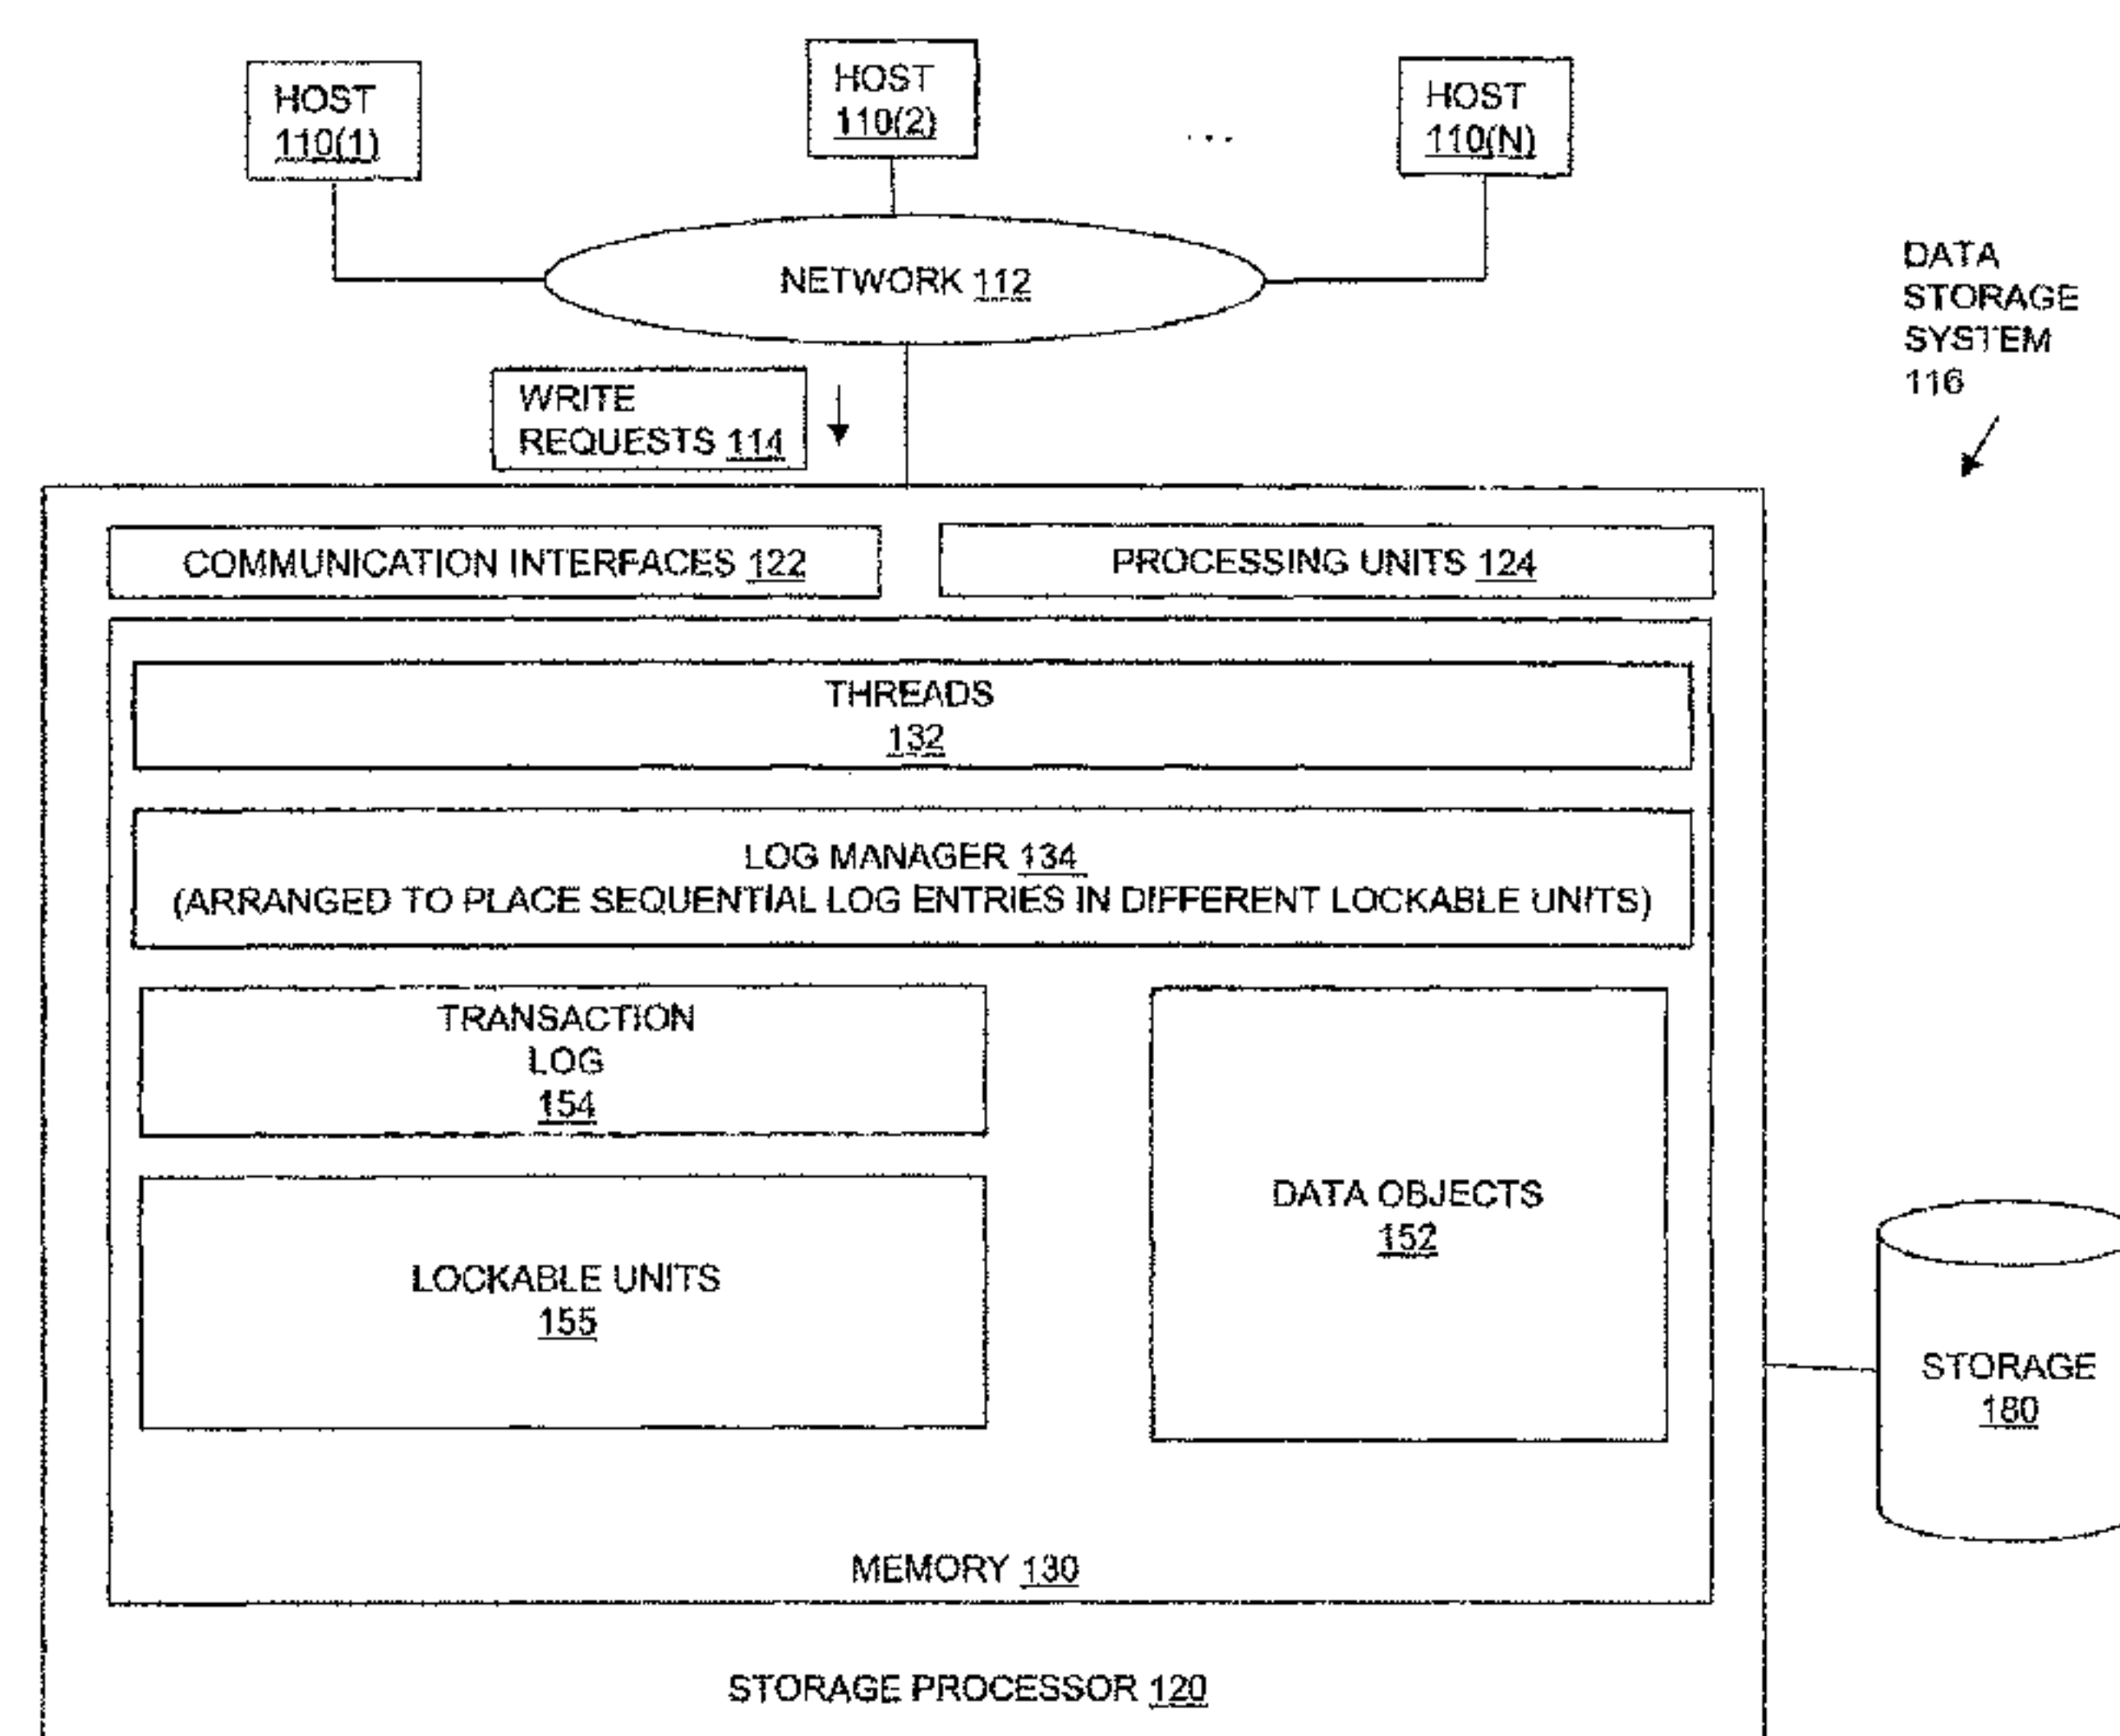 HOST
110(1)
HOST
110(2)
...
HOST
110(N)
NETWORK 112
DATA
STORAGE
SYSTEM
116
WRITE
REQUESTS 114
COMMUNICATION INTERFACES 122
PROCESSING UNITS 124
THREADS
132
LOG MANAGER 134
(ARRANGED TO PLACE SEQUENTIAL LOG ENTRIES IN DIFFERENT LOCKABLE UNITS)
TRANSACTION
LOG
154
DATA OBJECTS
152
LOCKABLE UNITS
155
STORAGE
180
MEMORY 130
STORAGE PROCESSOR 120